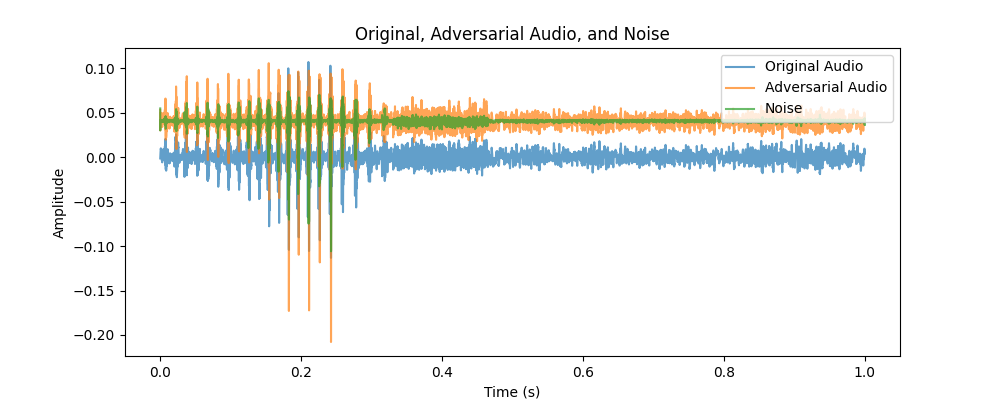 Original, Adversarial Audio, and Noise
Original Audio
Adversarial Audio
Noise
Amplitude
0.10
0.05
0.00
−0.05
−0.10
−0.15
−0.20
0.0 0.2 0.4 0.6 0.8 1.0
Time (s)